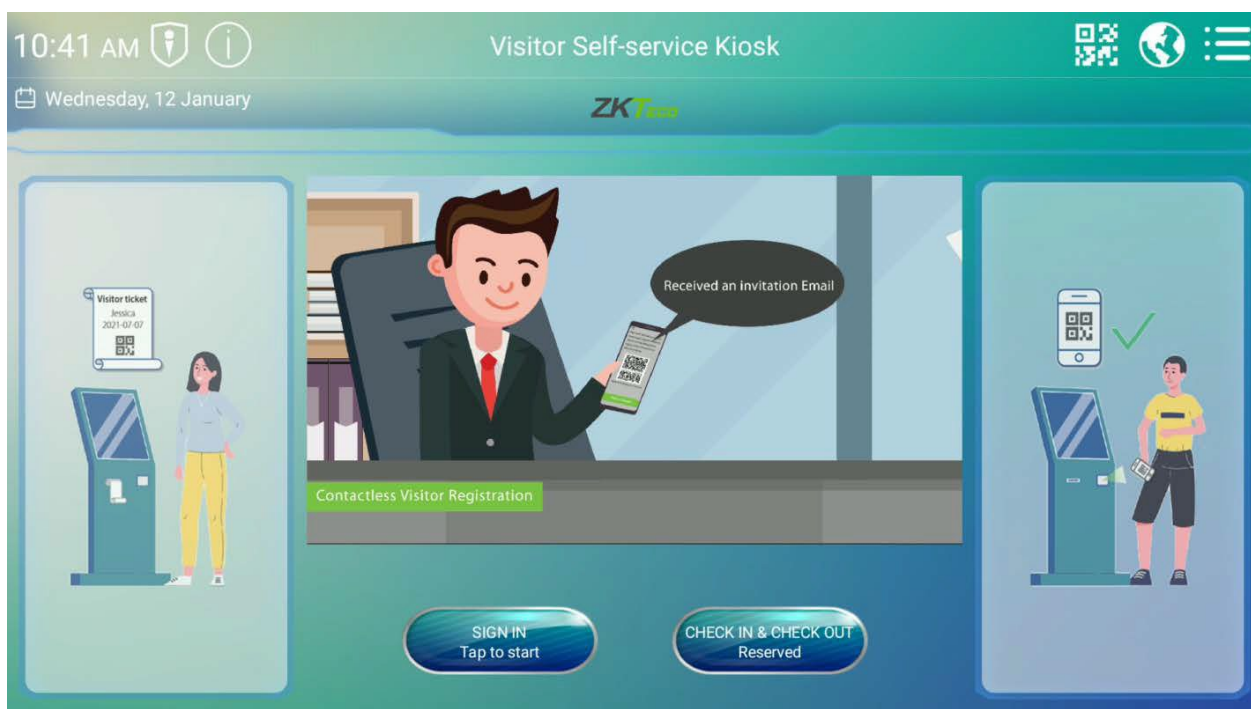 10:41 AM
Visitor Self-service Kiosk
Wednesday, 12 January
ZKTeco
Visitor ticket
Jessica
2021-07-07
Received an invitation Email
Contactless Visitor Registration
SIGN IN
Tap to start
CHECK IN & CHECK OUT
Reserved